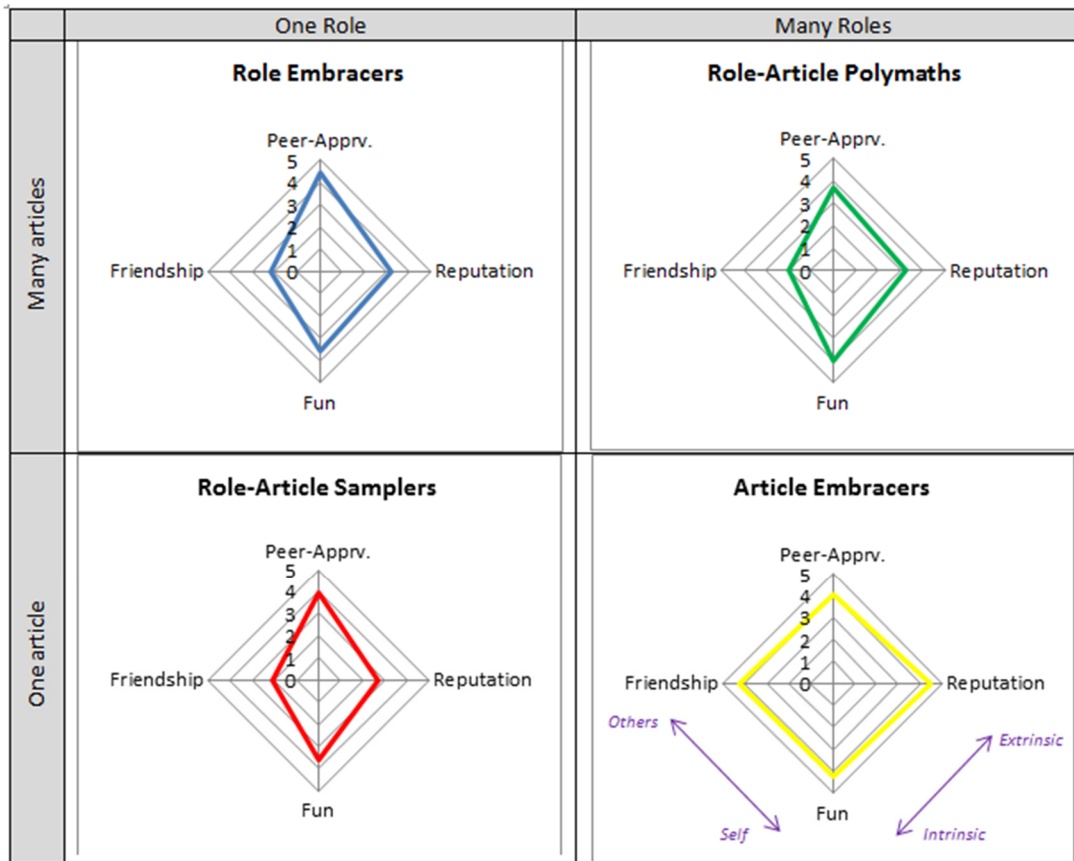 One Role
Many Roles
Many articles
Role Embracers
Peer-Apprv.
5
4
3
2
1
0
Friendship
Reputation
Fun
Role-Article Polymaths
Peer-Apprv.
5
4
3
2
1
0
Friendship
Reputation
Fun
One article
Role-Article Samplers
Peer-Apprv.
5
4
3
2
1
0
Friendship
Reputation
Fun
Article Embracers
Peer-Apprv.
5
4
3
2
1
0
Friendship
Reputation
Others
Extrinsic
Fun
Self
Intrinsic